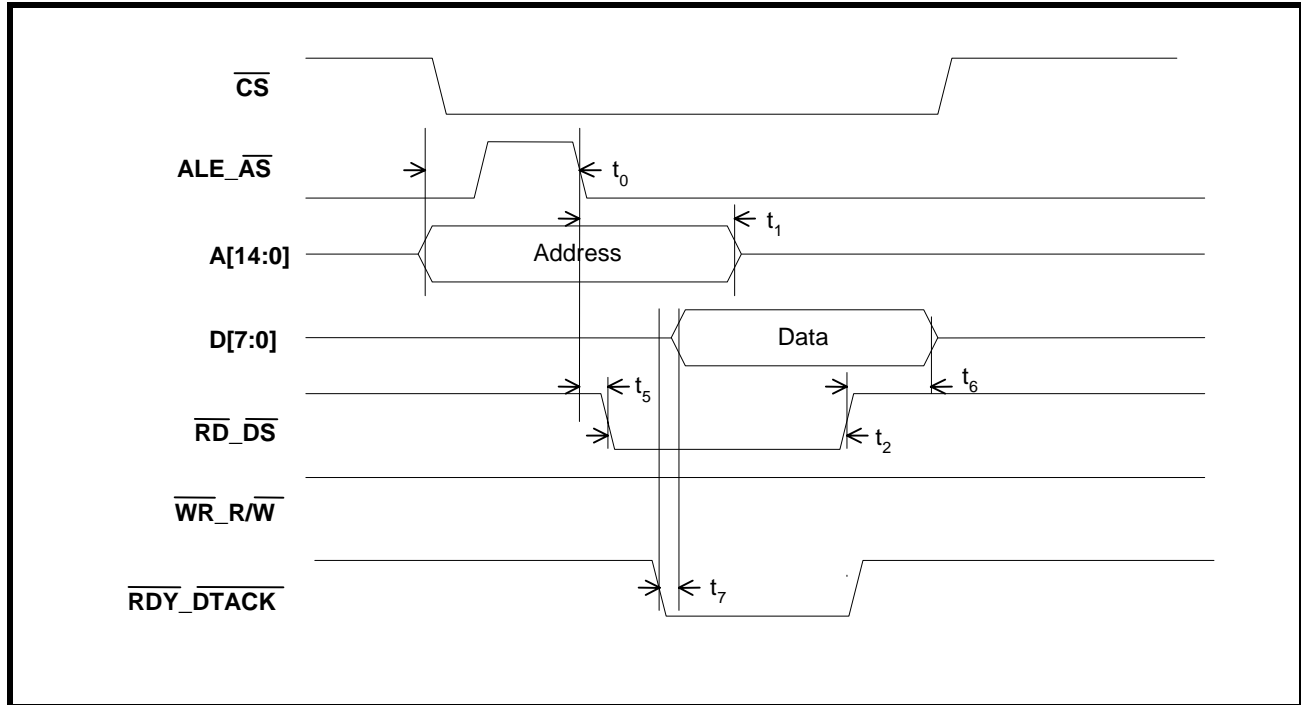 CS
ALE_AS
t0
t1
A[14:0]
Address
D[7:0]
Data
t5
t6
RD_DS
t2
WR_R/W
RDY_DTACK
t7